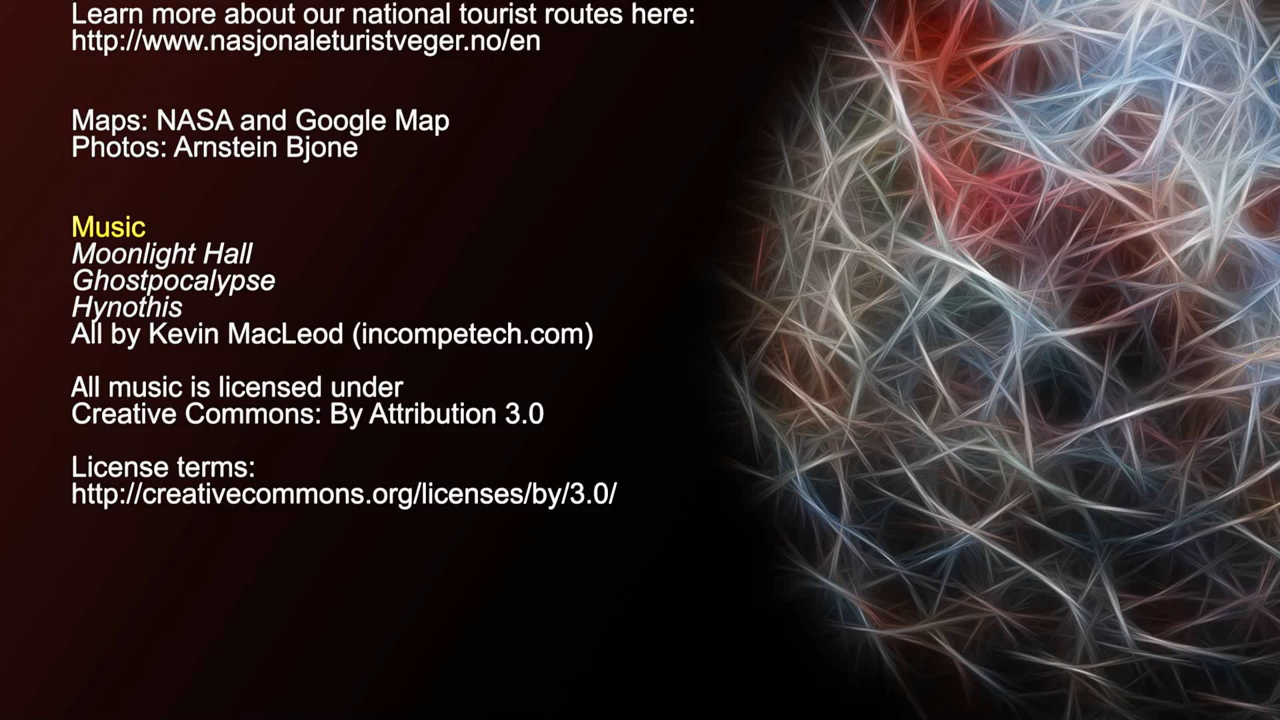 Learn more about our national tourist routes here:
http://www.nasjonaleturistveger.no/en
Maps: NASA and Google Map
Photos: Arnstein Bjone
Music
Moonlight Hall
Ghostpocalypse
Hynothis
All by Kevin MacLeod (incompetech.com)
All music is licensed under
Creative Commons: By Attribution 3.0
License terms:
http://creativecommons.org/licenses/by/3.0/